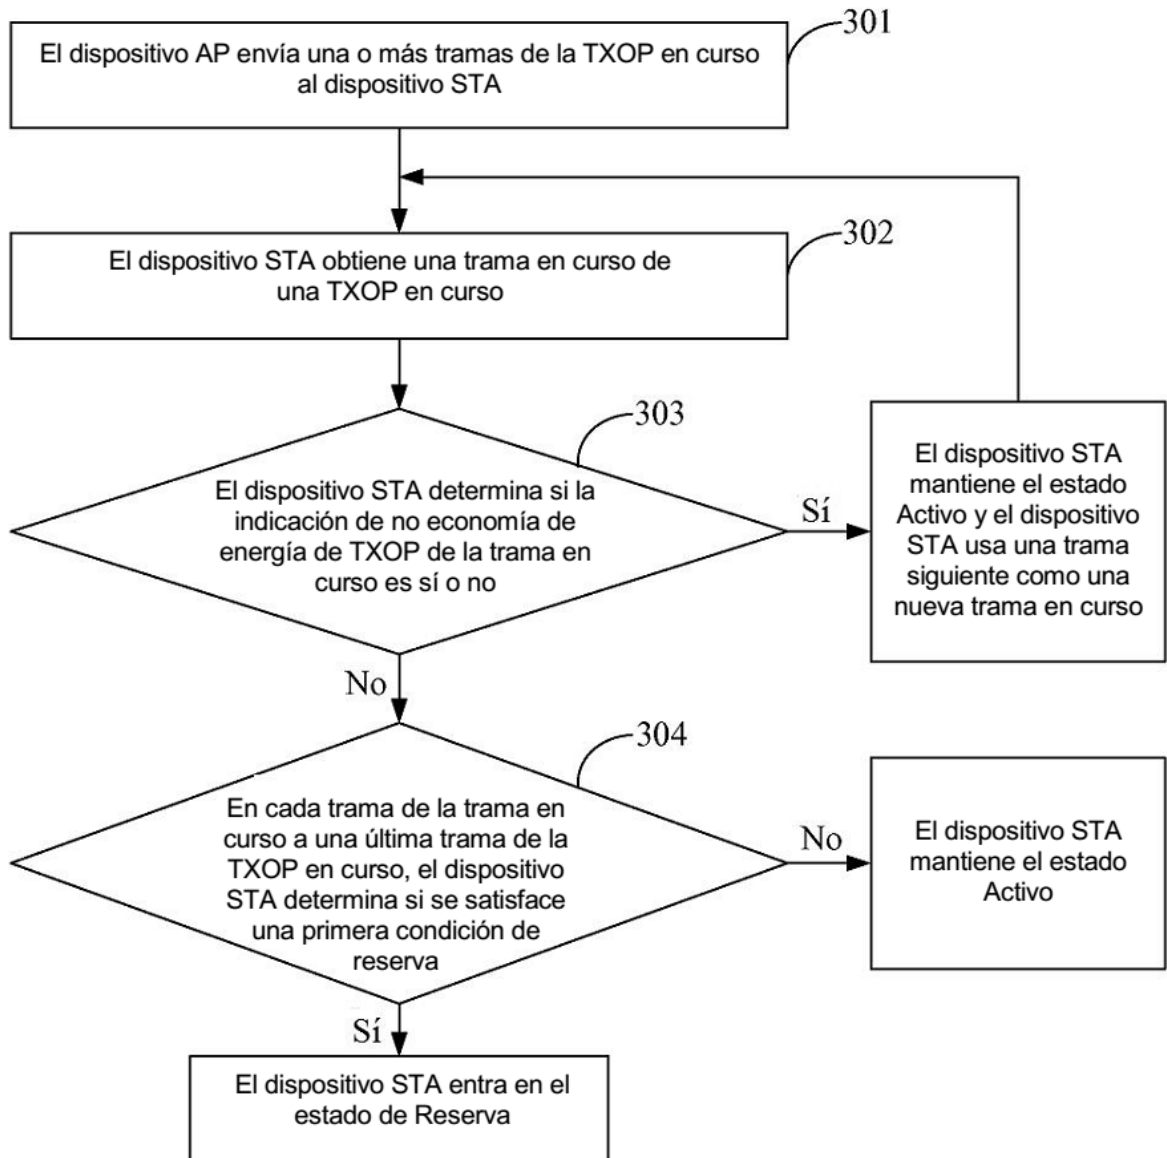 301
El dispositivo AP envía una o más tramas de la TXOP en curso
al dispositivo STA
302
El dispositivo STA obtiene una trama en curso de
una TXOP en curso
303
El dispositivo STA determina si la
indicación de no economía de
energía de TXOP de la trama en
curso es sí o no
Sí
El dispositivo STA
mantiene el estado
Activo y el dispositivo
STA usa una trama
siguiente como una
nueva trama en curso
No
304
En cada trama de la trama en
curso a una última trama de la
TXOP en curso, el dispositivo
STA determina si se satisface
una primera condición de
reserva
No
El dispositivo STA
mantiene el estado
Activo
Sí
El dispositivo STA entra en el
estado de Reserva